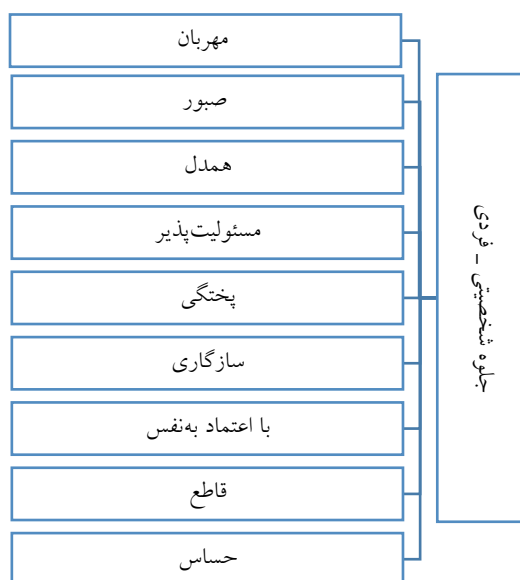 جلوه شخصیتی - فردی
مهربان
صبور
همدل
مسئولیت‌پذیر
پختگی
سازگاری
با اعتماد به‌نفس
قاطع
حساس